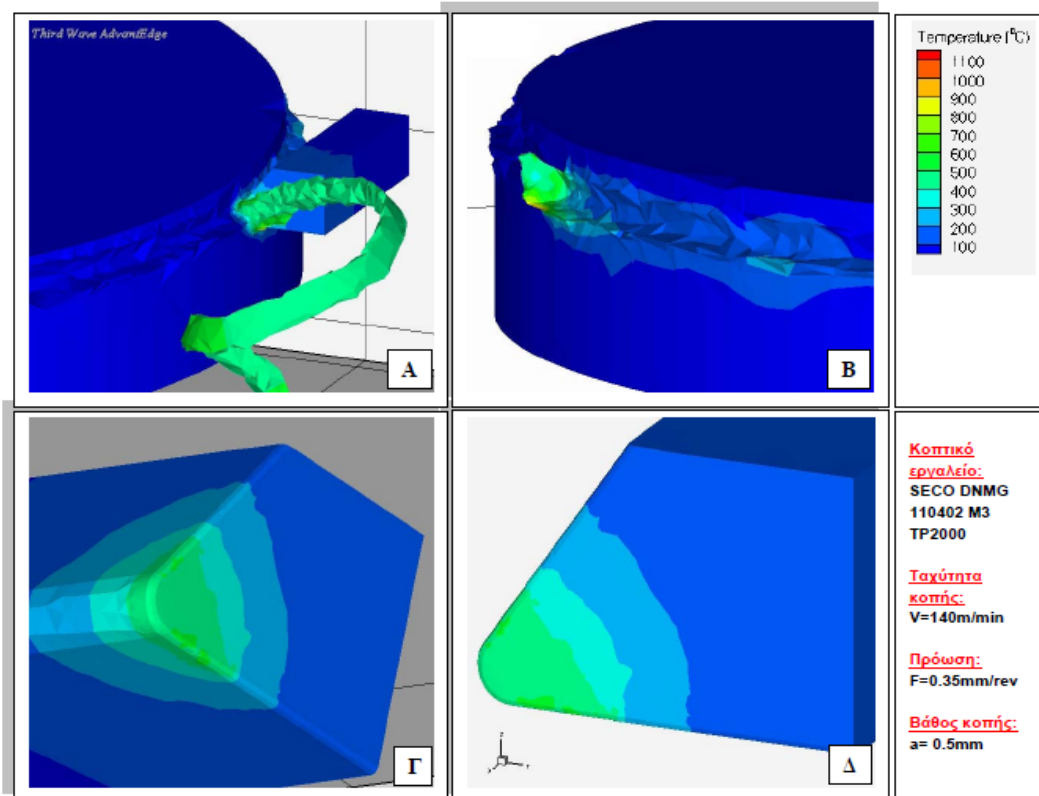 Third Wave AdvantEdge
A
B
Temperature (°C)
1100
1000
900
800
700
600
500
400
300
200
100
Γ
Δ
Κοπτικό
εργαλείο:
SECO DNMG
110402 M3
TP2000
Ταχύτητα
κοπής:
V=140m/min
Πρόωση:
F=0.35mm/rev
Βάθος κοπής:
a= 0.5mm